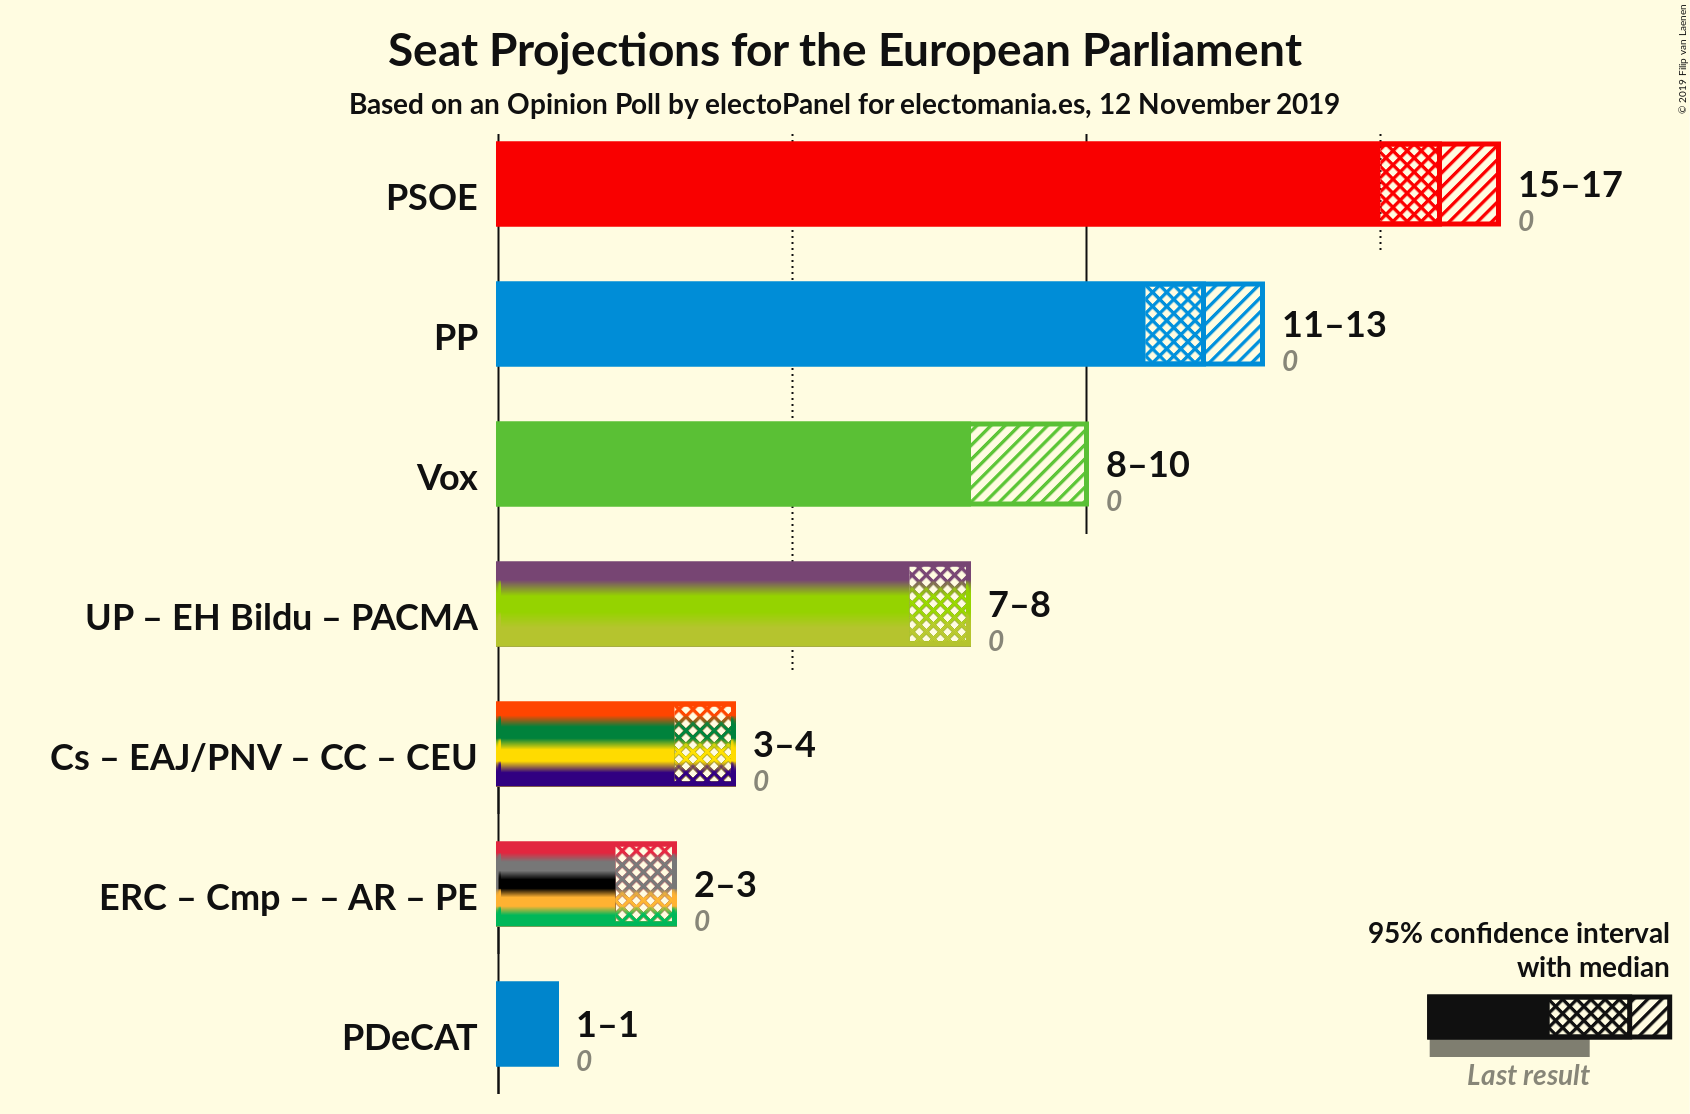 Seat Projections for the European Parliament
Based on an Opinion Poll by electoPanel for electomania.es, 12 November 2019
© 2019 Filip van Laenen
PSOE
15–17
0
PP
11–13
0
Vox
8–10
0
UP – EH Bildu – PACMA
7–8
0
Cs – EAJ/PNV – CC – CEU
3–4
0
ERC – Cmp – – AR – PE
2–3
0
PDeCAT
1–1
0
95% confidence interval
with median
Last result